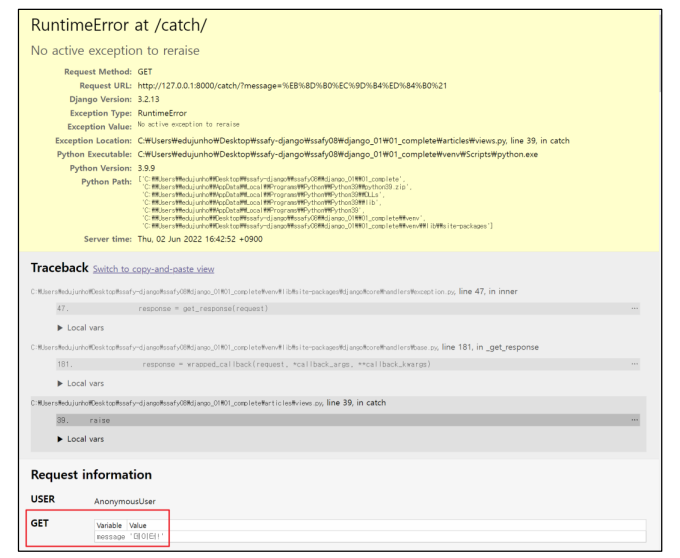 RuntimeError at /catch/
No active exception to reraise
Request Method: GET
Request URL: http://127.0.0.1:8000/catch/?message=%EB%8D%B0%EC%9D%B4%ED%84%B0%21
Django Version: 3.2.13
Exception Type: RuntimeError
Exception Value: No active exception to reraise
Exception Location: C:₩Users₩edujunho₩Desktop₩ssafy-django₩ssafy08₩django_01₩01_complete₩articles₩views.py, line 39, in catch
Python Executable: C:₩Users₩edujunho₩Desktop₩ssafy-django₩ssafy08₩django_01₩01_complete₩venv₩Scripts₩python.exe
Python Version: 3.9.9
Python Path: ['C:₩₩Users₩₩edujunho₩₩Desktop₩₩ssafy-django₩₩ssafy08₩₩django_01₩₩01_complete',
'C:₩₩Users₩₩edujunho₩₩AppData₩₩Local₩₩Programs₩₩Python₩₩Python39₩₩python39.zip',
'C:₩₩Users₩₩edujunho₩₩AppData₩₩Local₩₩Programs₩₩Python₩₩Python39₩₩DLLs',
'C:₩₩Users₩₩edujunho₩₩AppData₩₩Local₩₩Programs₩₩Python₩₩Python39₩₩lib',
'C:₩₩Users₩₩edujunho₩₩AppData₩₩Local₩₩Programs₩₩Python₩₩Python39',
'C:₩₩Users₩₩edujunho₩₩Desktop₩₩ssafy-django₩₩ssafy08₩₩django_01₩₩01_complete₩₩venv',
'C:₩₩Users₩₩edujunho₩₩Desktop₩₩ssafy-django₩₩ssafy08₩₩django_01₩₩01_complete₩₩venv₩₩lib₩₩site-packages']
Server time: Thu, 02 Jun 2022 16:42:52 +0900
Traceback Switch to copy-and-paste view
C:₩Users₩edujunho₩Desktop₩ssafy-django₩ssafy08₩django_01₩01_complete₩venv₩lib₩site-packages₩django₩core₩handlers₩exception.py, line 47, in inner
47. response = get_response(request) ...
▶ Local vars
C:₩Users₩edujunho₩Desktop₩ssafy-django₩ssafy08₩django_01₩01_complete₩venv₩lib₩site-packages₩django₩core₩handlers₩base.py, line 181, in _get_response
181. response = wrapped_callback(request, *callback_args, **callback_kwargs) ...
▶ Local vars
C:₩Users₩edujunho₩Desktop₩ssafy-django₩ssafy08₩django_01₩01_complete₩articles₩views.py, line 39, in catch
39. raise ...
▶ Local vars
Request information
USER AnonymousUser
GET Variable Value
message '데이터!'